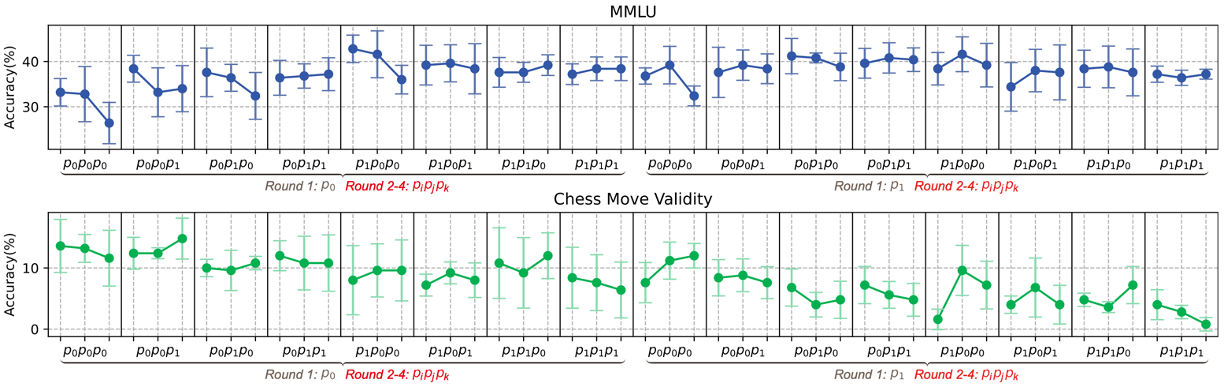 MMLU
Accuracy(%)
40
30
p₀p₀p₀ p₀p₀p₁ p₀p₁p₀ p₀p₁p₁ p₁p₀p₀ p₁p₀p₁ p₁p₁p₀ p₁p₁p₁ p₀p₀p₀ p₀p₀p₁ p₀p₁p₀ p₀p₁p₁ p₁p₀p₀ p₁p₀p₁ p₁p₁p₀ p₁p₁p₁
Round 1: p₀ Round 2-4: pᵢpⱼpₖ Round 1: p₁ Round 2-4: pᵢpⱼpₖ
Chess Move Validity
Accuracy(%)
10
0
p₀p₀p₀ p₀p₀p₁ p₀p₁p₀ p₀p₁p₁ p₁p₀p₀ p₁p₀p₁ p₁p₁p₀ p₁p₁p₁ p₀p₀p₀ p₀p₀p₁ p₀p₁p₀ p₀p₁p₁ p₁p₀p₀ p₁p₀p₁ p₁p₁p₀ p₁p₁p₁
Round 1: p₀ Round 2-4: pᵢpⱼpₖ Round 1: p₁ Round 2-4: pᵢpⱼpₖ